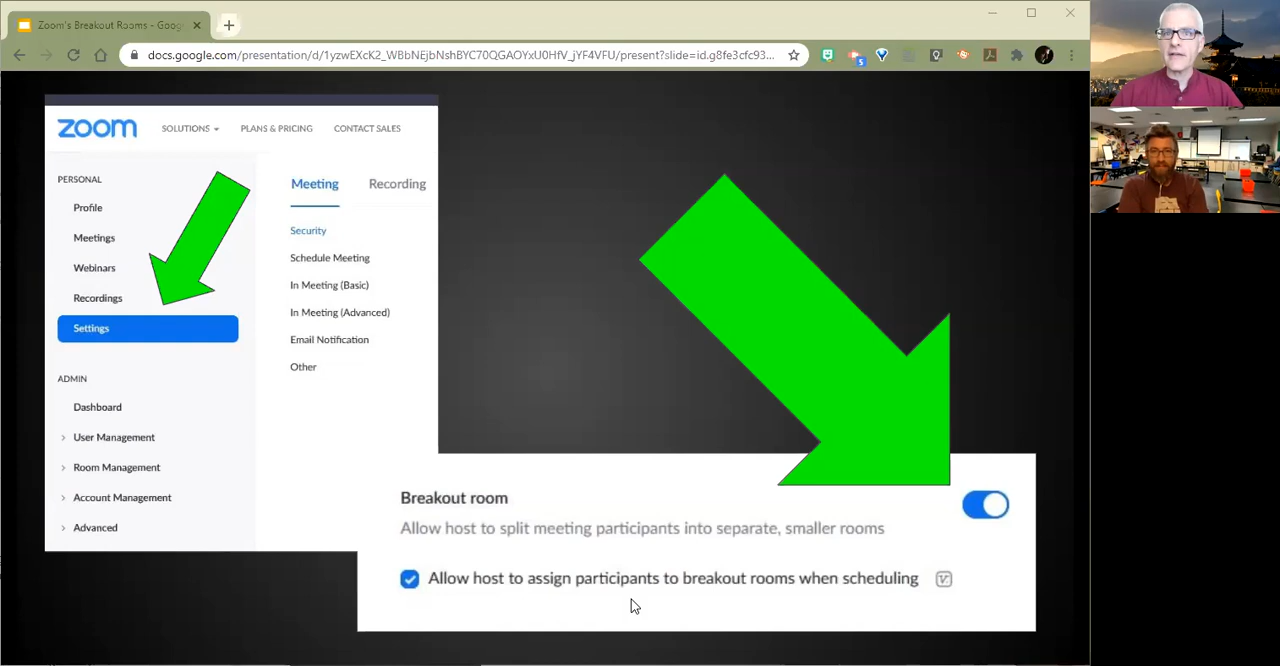 Zoom's Breakout Rooms - Goog
docs.google.com/presentation/d/1yzwEXcK2_WBbNEjbNshBYC70QGAOYxU0HfV_jYF4VFU/present?slide=id.g8fe3cfc93...
5
zoom
SOLUTIONS
PLANS & PRICING
CONTACT SALES
PERSONAL
Profile
Meetings
Webinars
Recordings
Settings
ADMIN
Dashboard
User Management
Room Management
Account Management
Advanced
Meeting
Recording
Security
Schedule Meeting
In Meeting (Basic)
In Meeting (Advanced)
Email Notification
Other
Breakout room
Allow host to split meeting participants into separate, smaller rooms
Allow host to assign participants to breakout rooms when scheduling